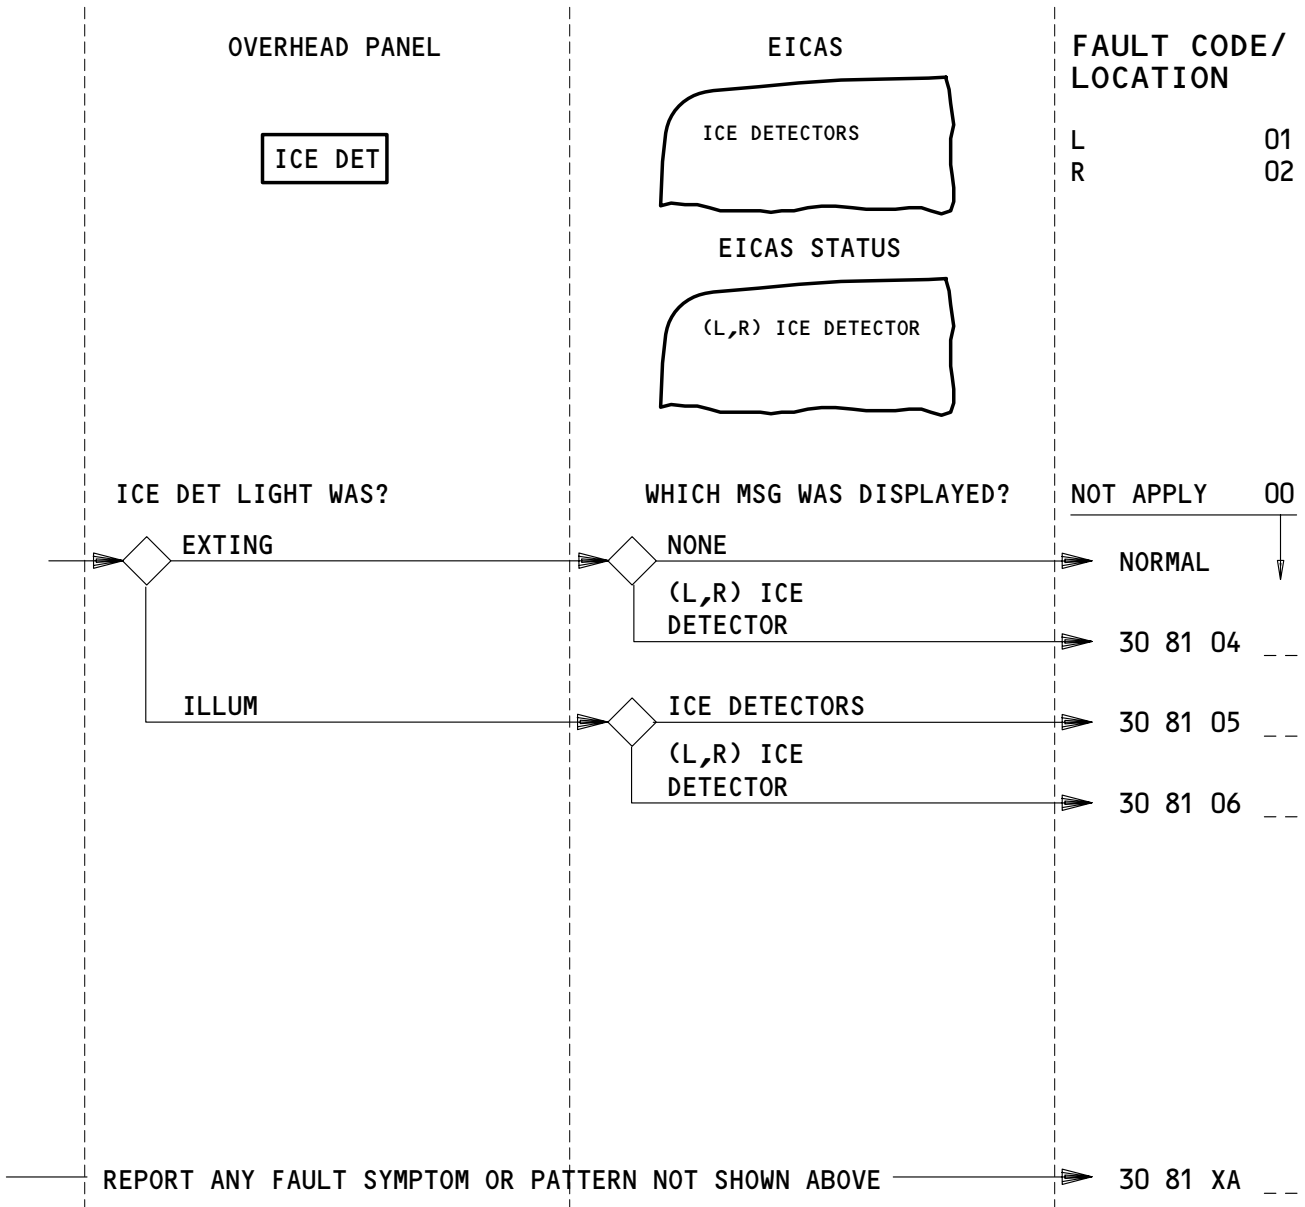 OVERHEAD PANEL
EICAS
FAULT CODE/
LOCATION
ICE DET
ICE DETECTORS
L 01
R 02
EICAS STATUS
(L,R) ICE DETECTOR
ICE DET LIGHT WAS?
WHICH MSG WAS DISPLAYED?
NOT APPLY 00
EXTING
NONE
NORMAL
(L,R) ICE
DETECTOR
30 81 04 _ _
ILLUM
ICE DETECTORS
30 81 05 _ _
(L,R) ICE
DETECTOR
30 81 06 _ _
REPORT ANY FAULT SYMPTOM OR PATTERN NOT SHOWN ABOVE
30 81 XA _ _